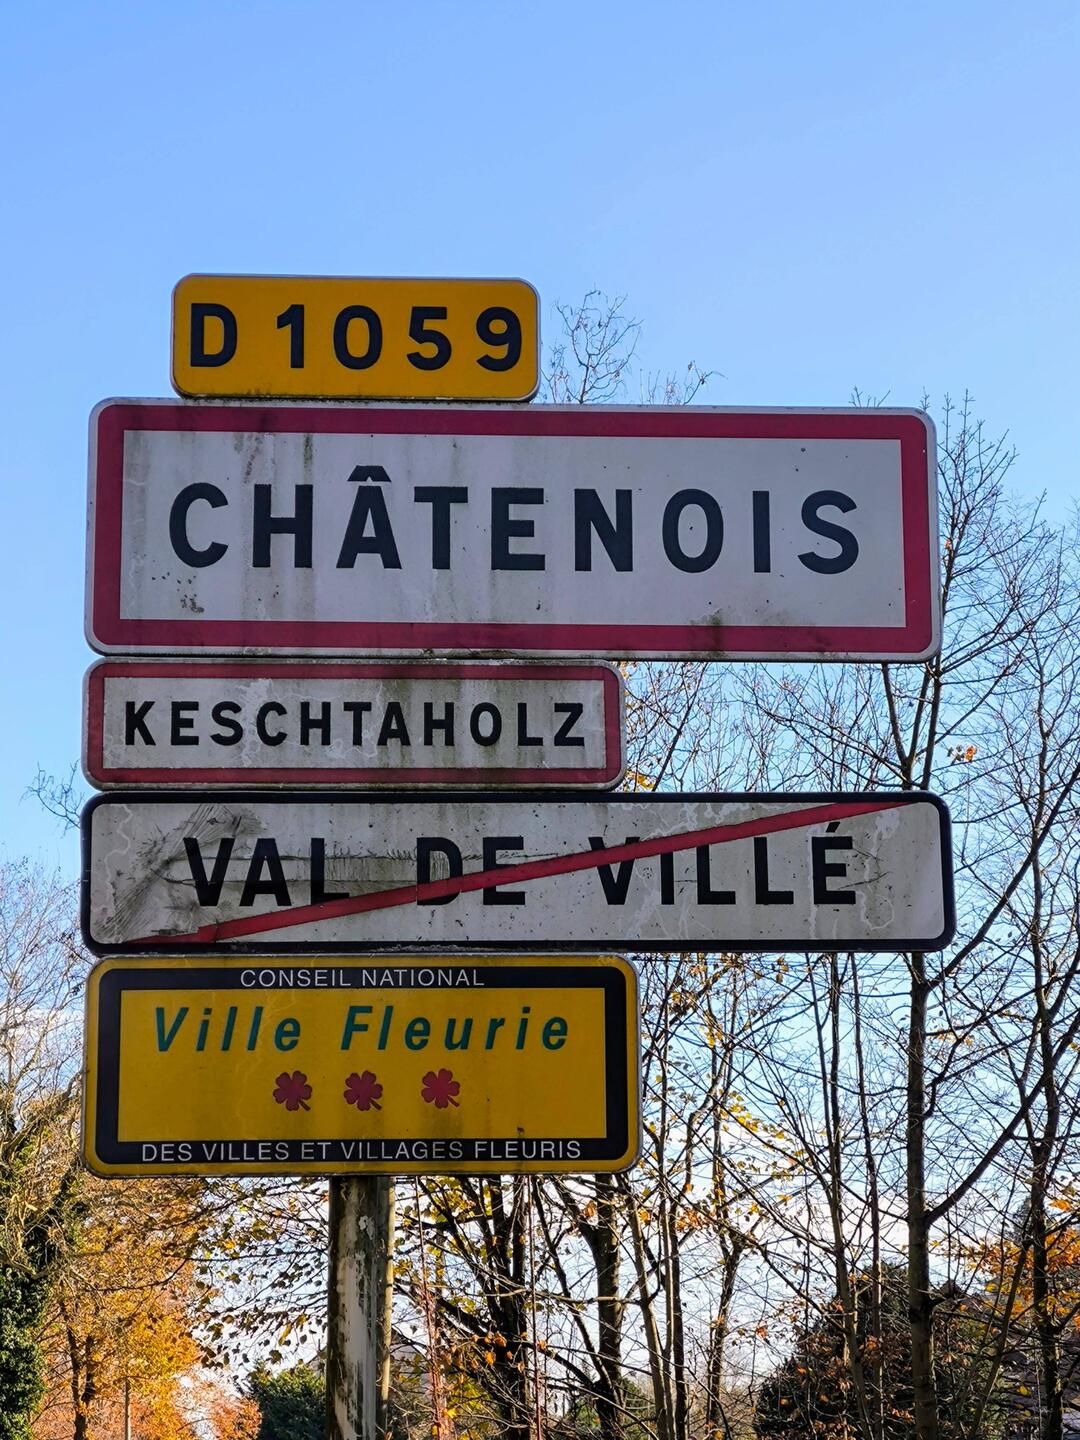 D 1059
CHÂTENOIS
KESCHTAHOLZ
VAL DE VILLÉ
CONSEIL NATIONAL
Ville Fleurie
DES VILLES ET VILLAGES FLEURIS